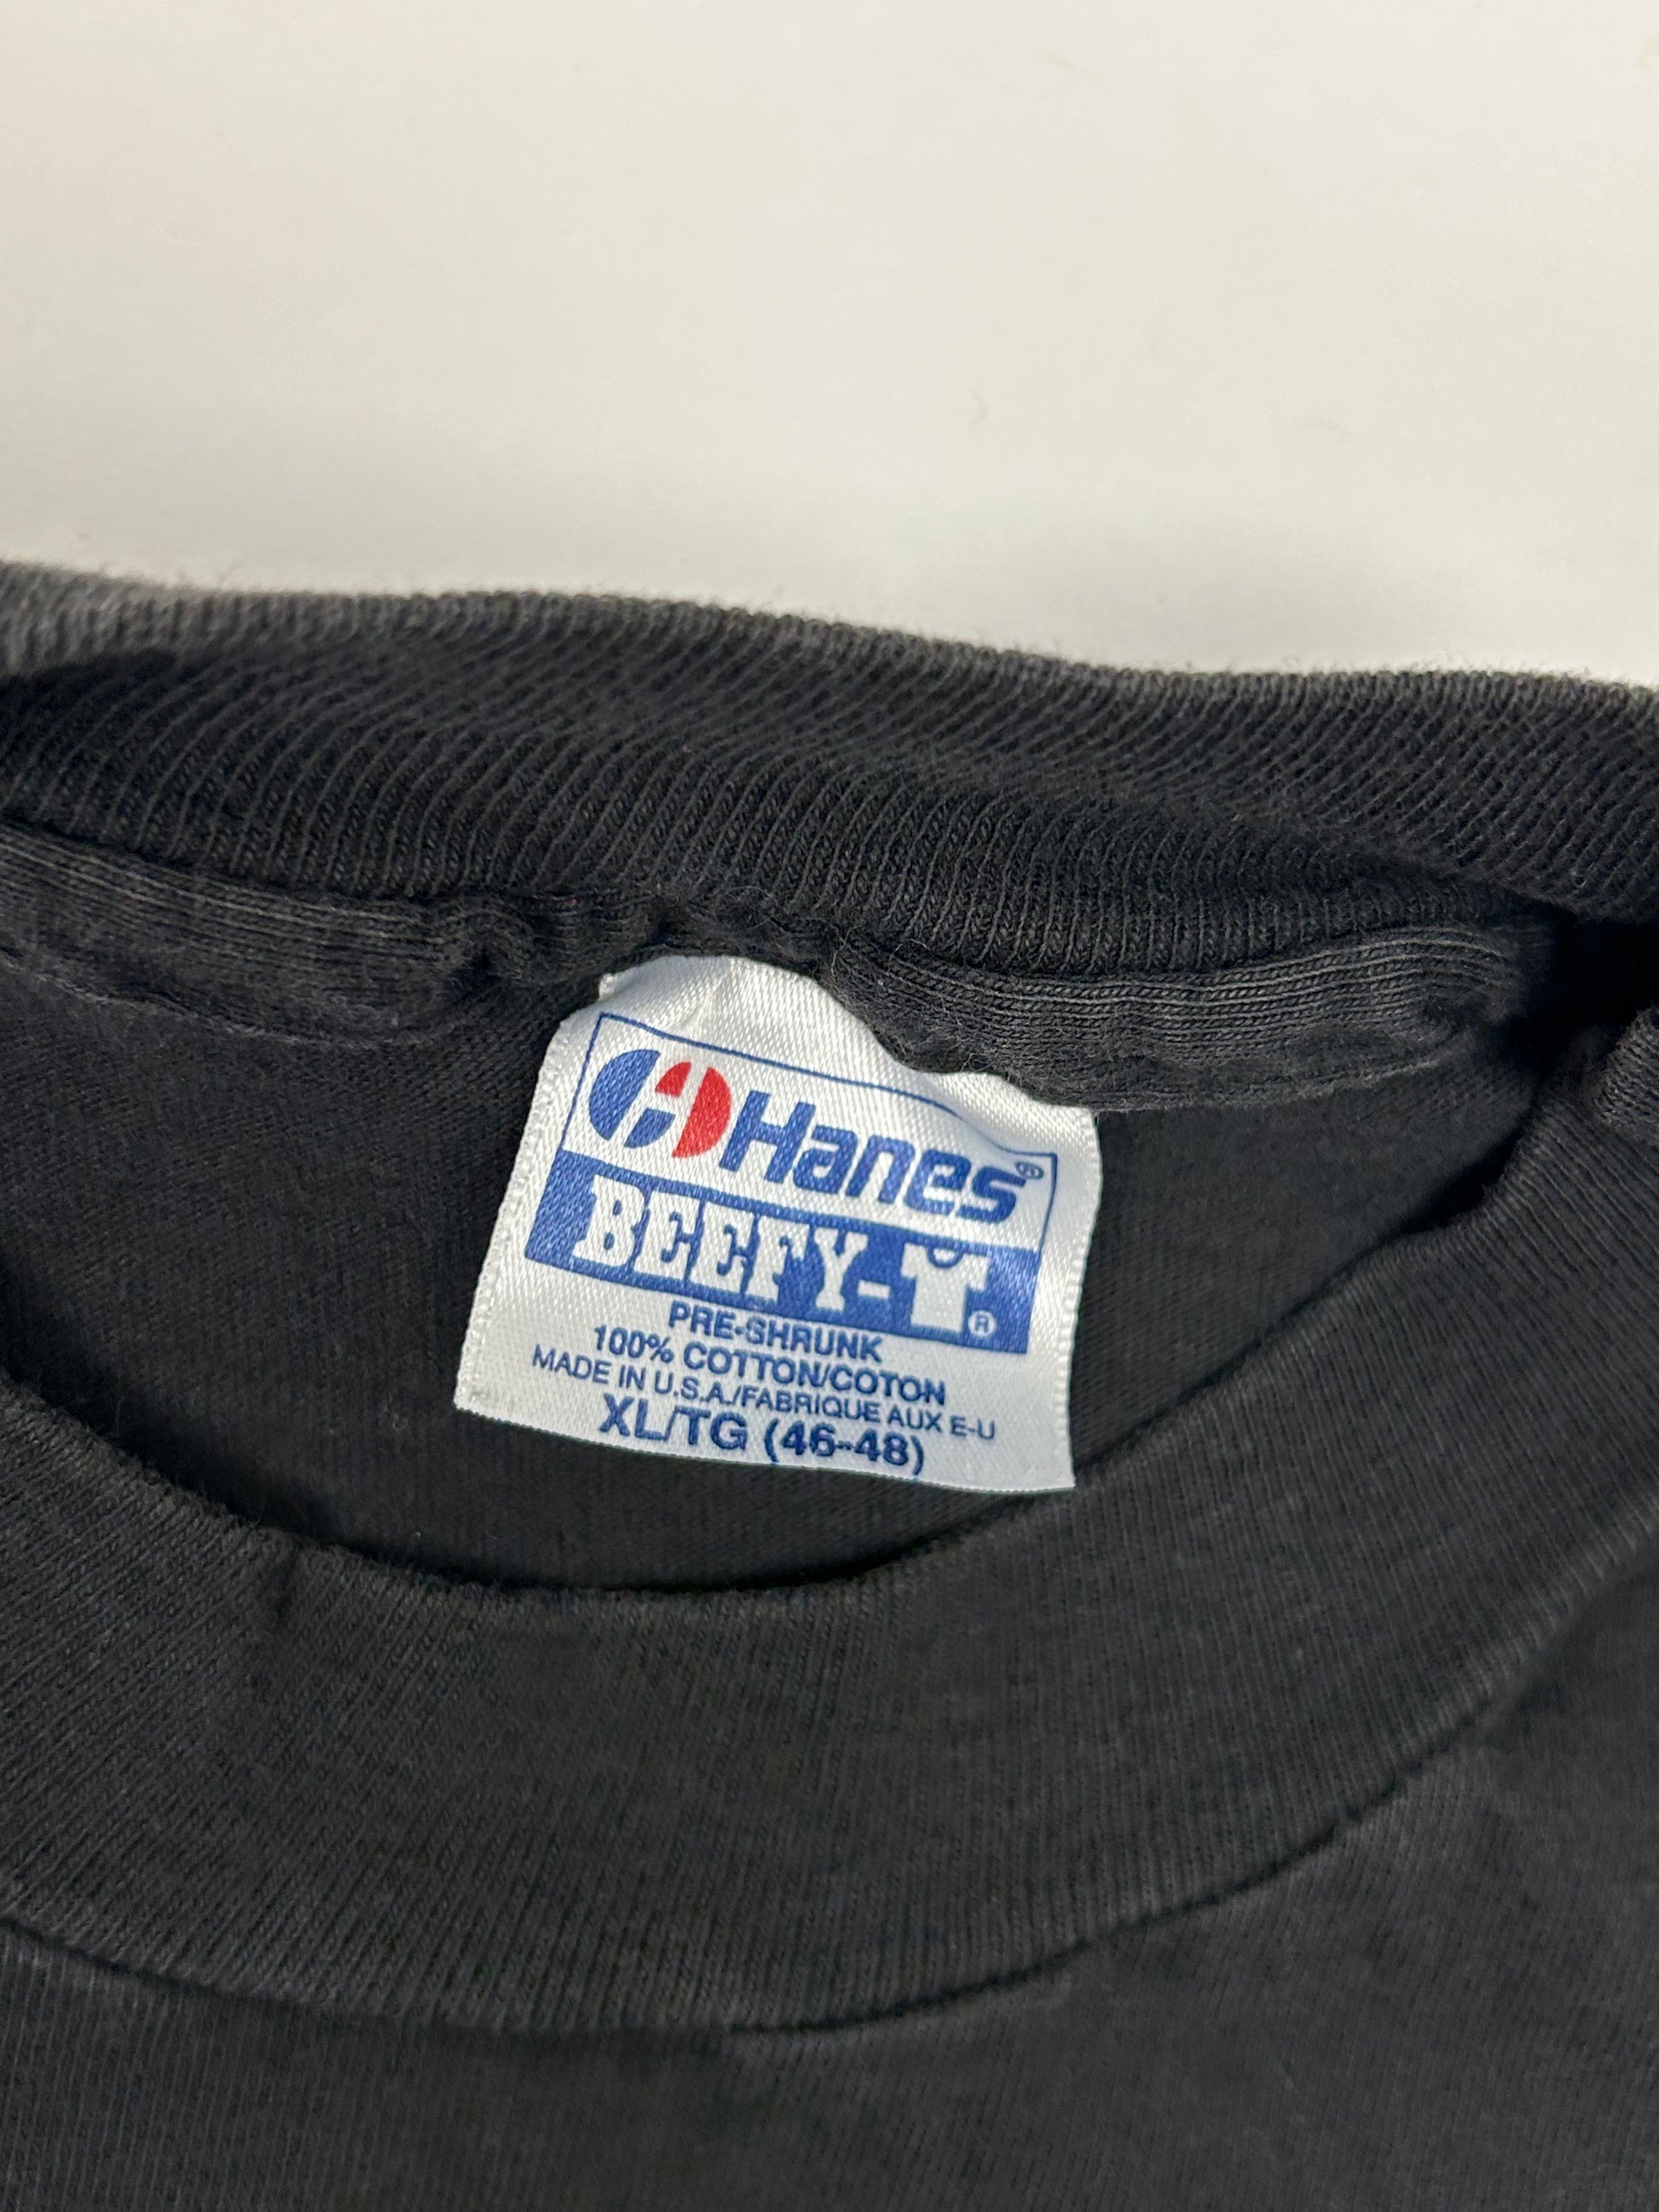 Hanes®
BEEFY-T®
PRE-SHRUNK
100% COTTON/COTON
MADE IN U.S.A./FABRIQUE AUX E-U
XL/TG (46-48)